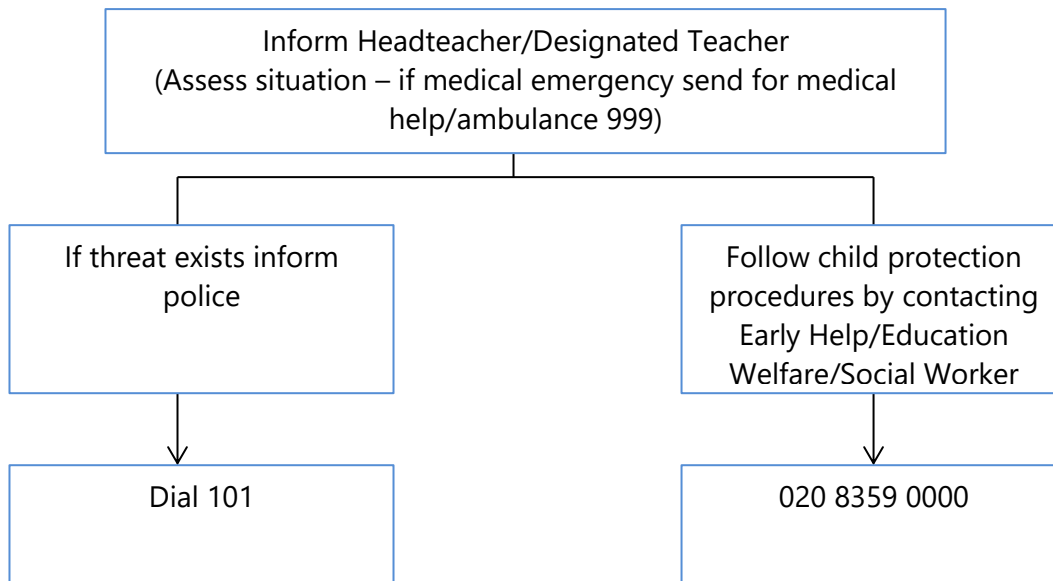 Inform Headteacher/Designated Teacher
(Assess situation – if medical emergency send for medical
help/ambulance 999)
If threat exists inform
police
Follow child protection
procedures by contacting
Early Help/Education
Welfare/Social Worker
Dial 101
020 8359 0000